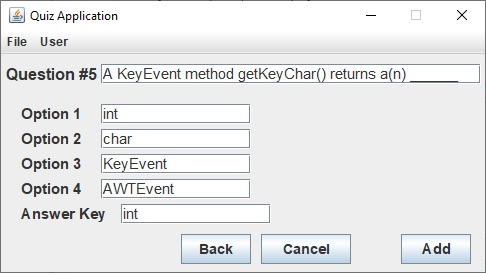 Quiz Application
File User
Question #5 A KeyEvent method getKeyChar() returns a(n) ______
Option 1 int
Option 2 char
Option 3 KeyEvent
Option 4 AWTEvent
Answer Key int
Back Cancel Add